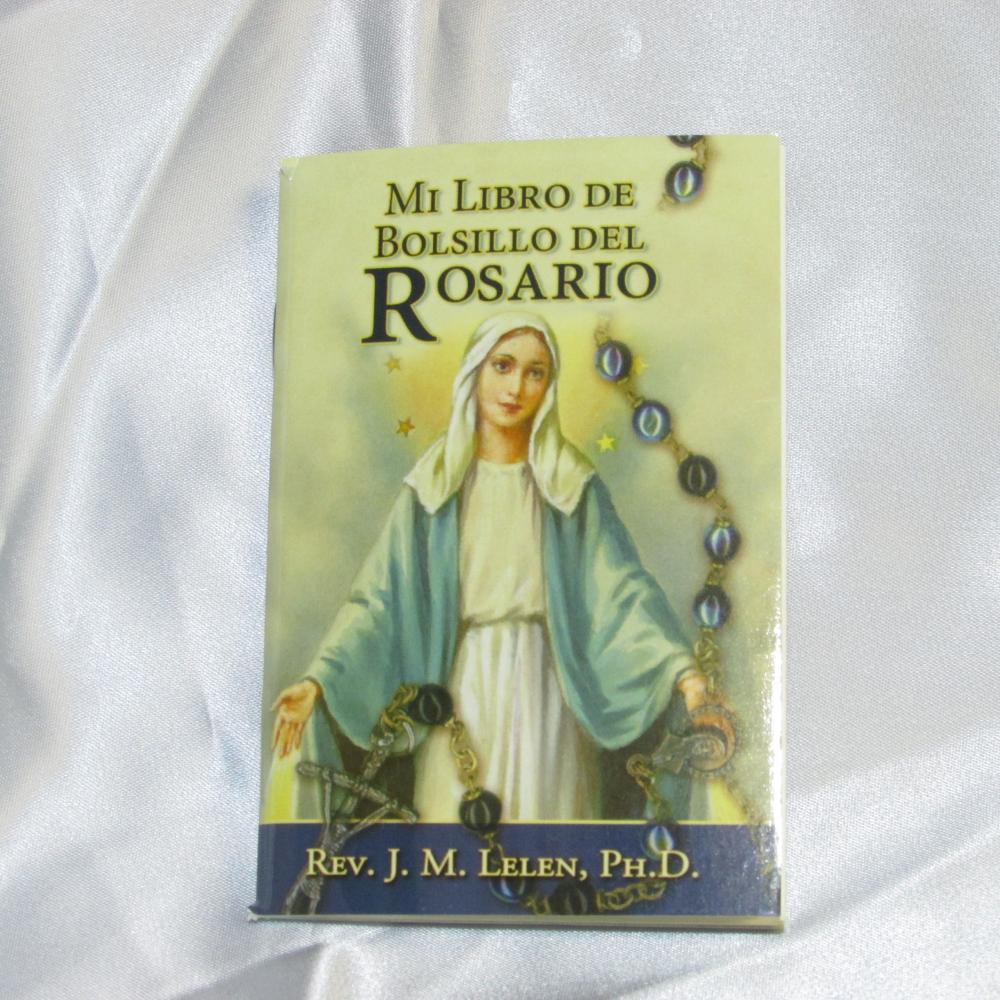 Mi Libro de
Bolsillo del
Rosario
Rev. J. M. Lelen, Ph.D.